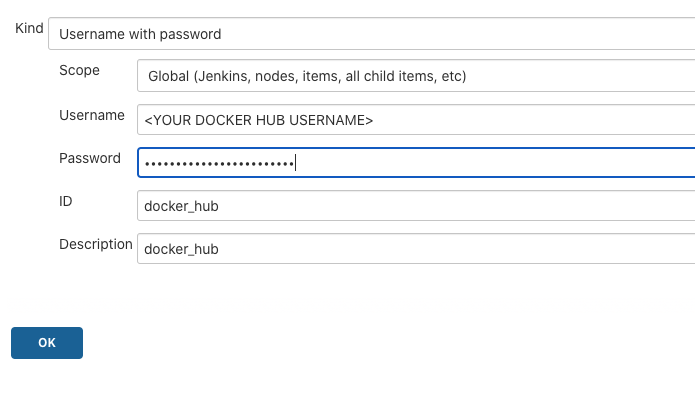 Kind Username with password
Scope Global (Jenkins, nodes, items, all child items, etc)
Username <YOUR DOCKER HUB USERNAME>
Password ••••••••••••••••••••••••
ID docker_hub
Description docker_hub
OK